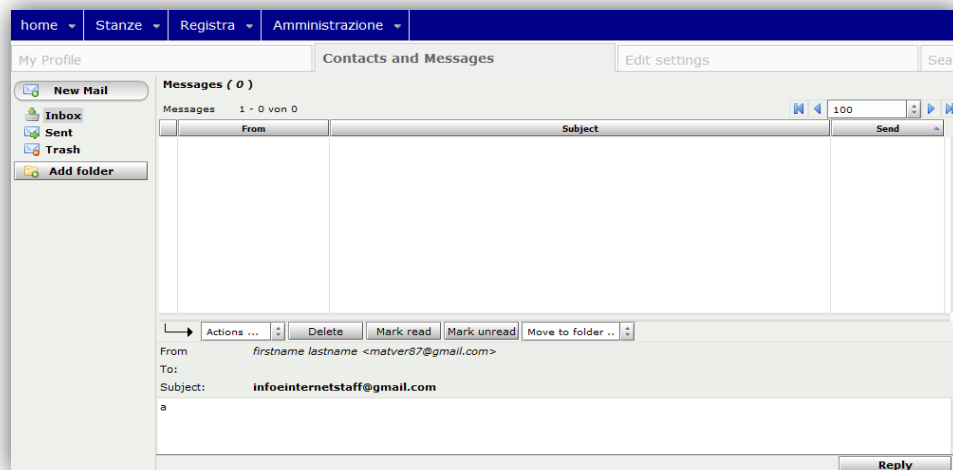 home Stanze Registra Amministrazione
My Profile Contacts and Messages Edit settings Sea
New Mail
Inbox
Sent
Trash
Add folder
Messages ( 0 )
Messages 1 - 0 von 0 100
From Subject Send
Actions ... Delete Mark read Mark unread Move to folder ..
From firstname lastname <matver87@gmail.com>
To:
Subject: infoeinternetstaff@gmail.com
a
Reply